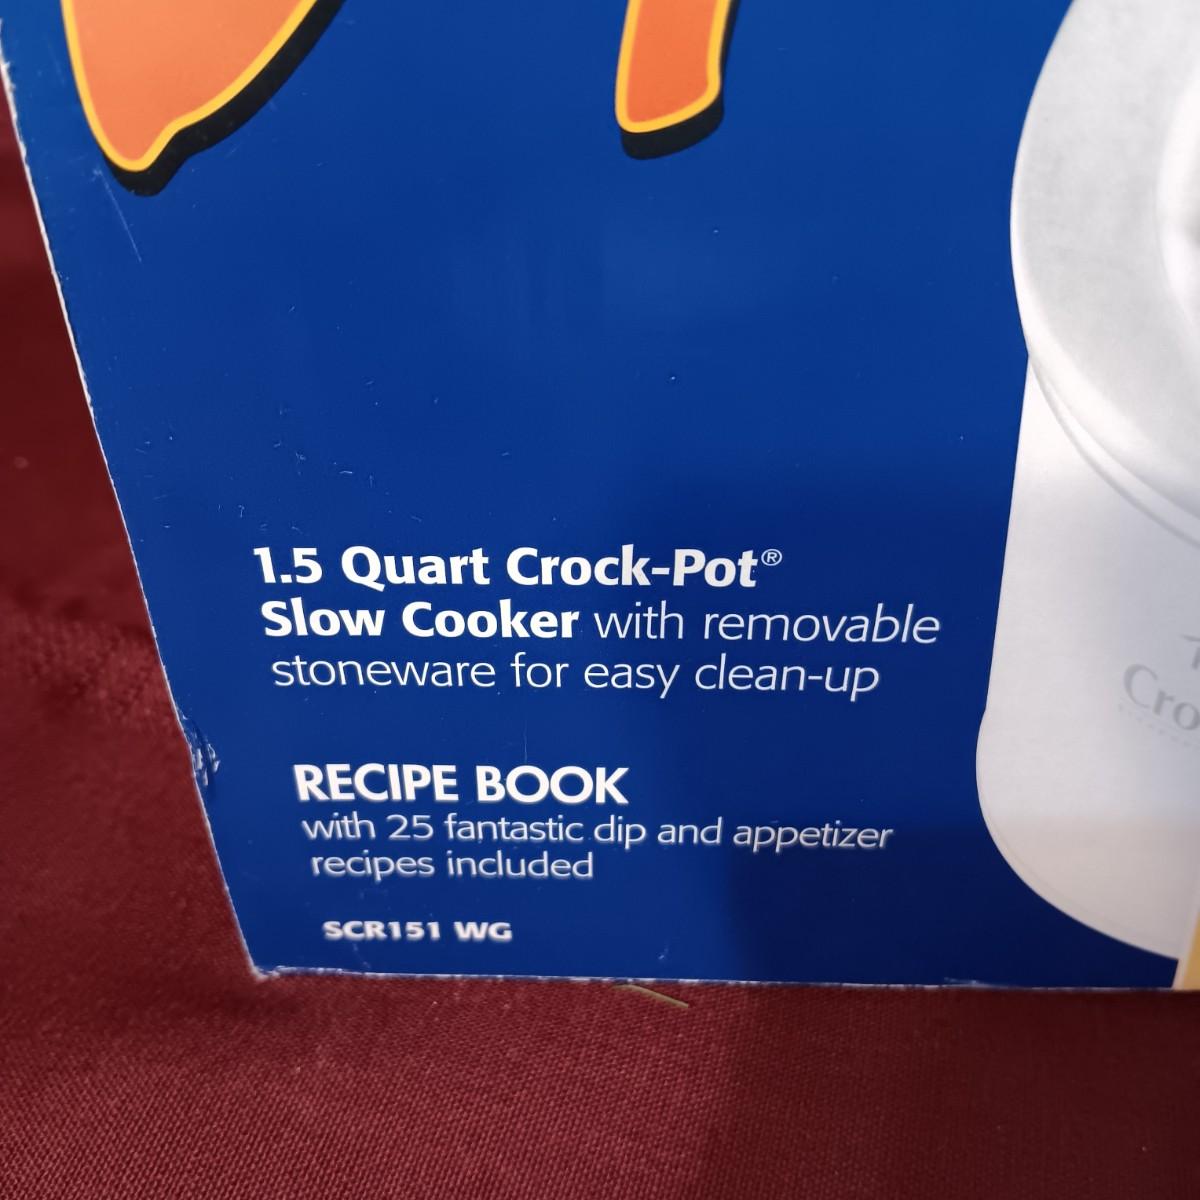 1.5 Quart Crock-Pot®
Slow Cooker with removable
stoneware for easy clean-up
RECIPE BOOK
with 25 fantastic dip and appetizer
recipes included
SCR151 WG